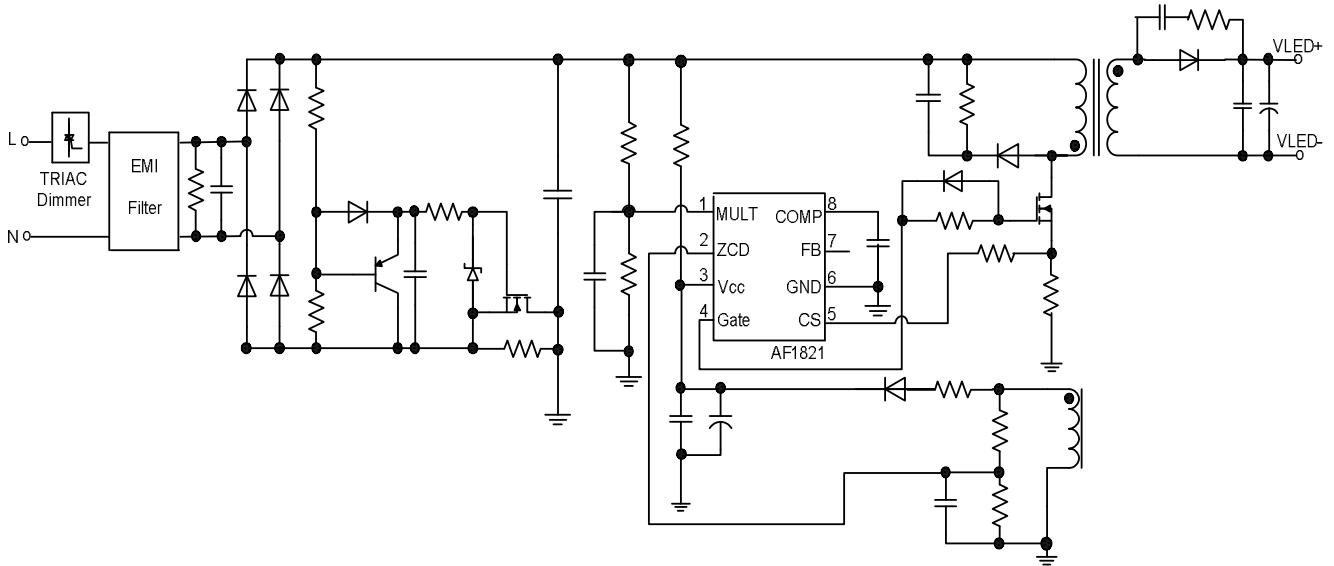 L
TRIAC
Dimmer
N
EMI
Filter
1 MULT
2 ZCD
3 Vcc
4 Gate
COMP 8
FB 7
GND 6
CS 5
AF1821
VLED+
VLED-